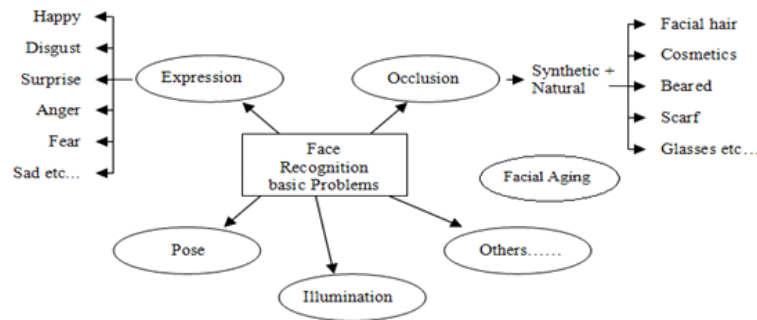 Happy
Disgust
Surprise
Anger
Fear
Sad etc...
Expression
Occlusion
Synthetic +
Natural
Facial hair
Cosmetics
Beared
Scarf
Glasses etc...
Face
Recognition
basic Problems
Facial Aging
Pose
Illumination
Others......